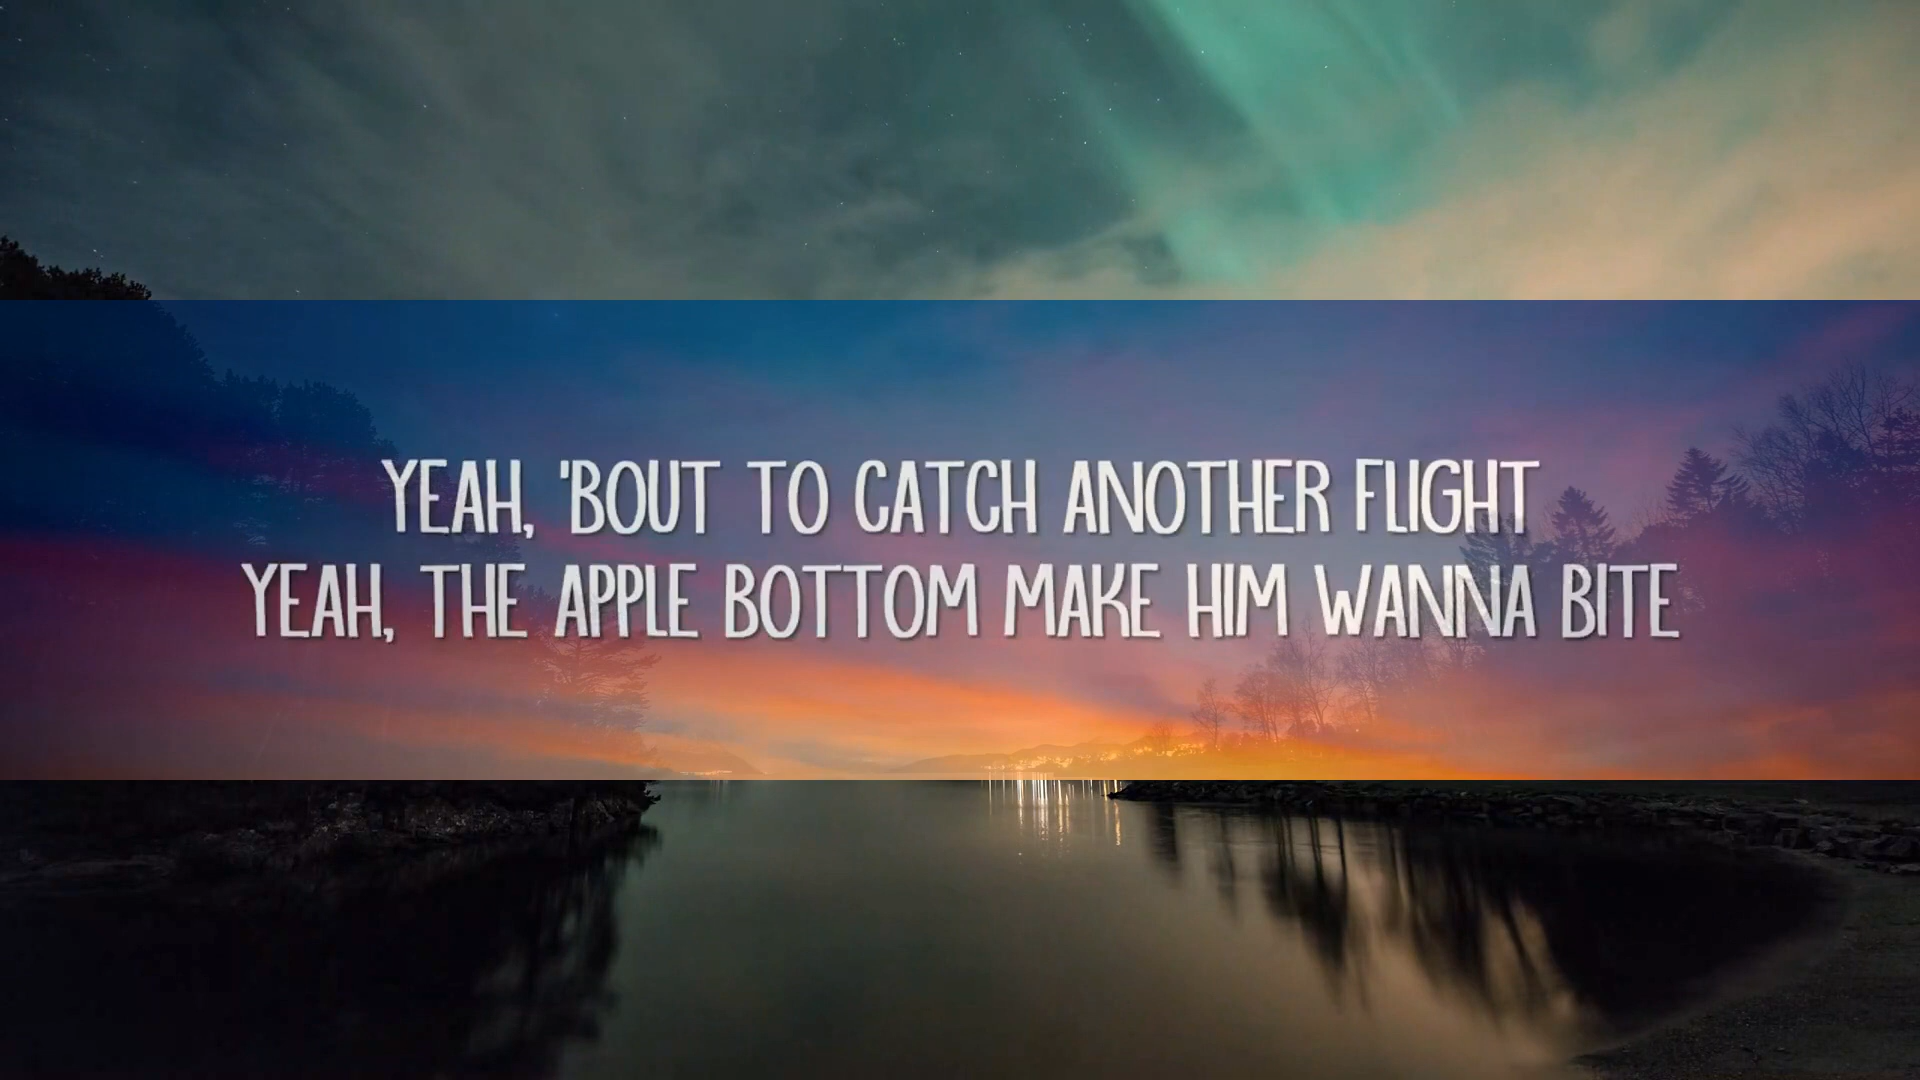 YEAH, 'BOUT TO CATCH ANOTHER FLIGHT
YEAH, THE APPLE BOTTOM MAKE HIM WANNA BITE